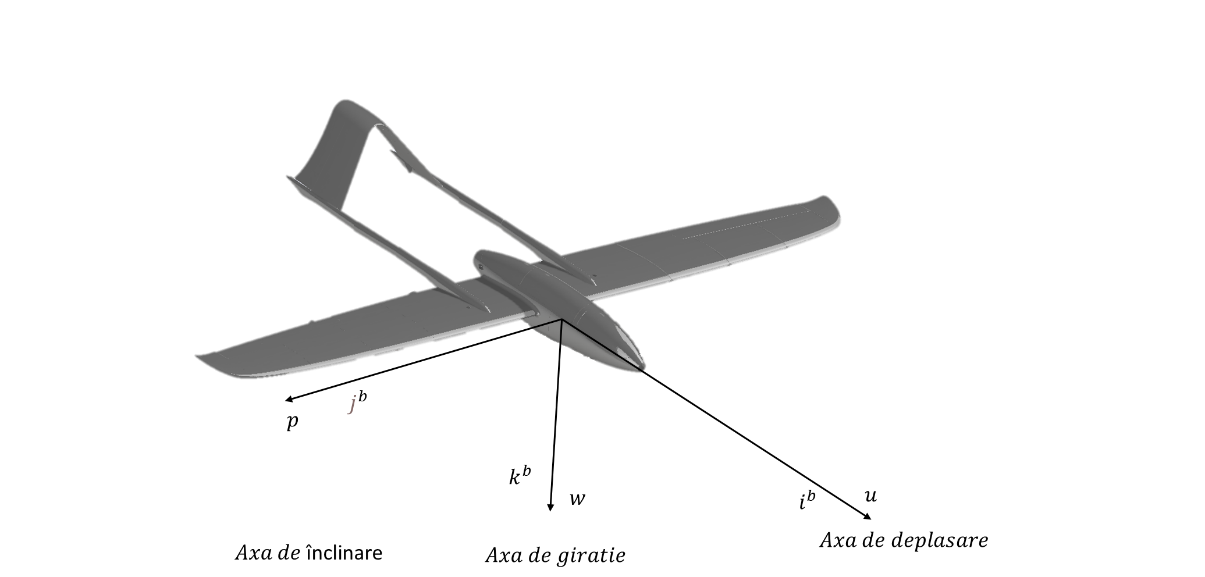 j^b
p
k^b
w
i^b
u
Axa de deplasare
Axa de înclinare
Axa de giratie